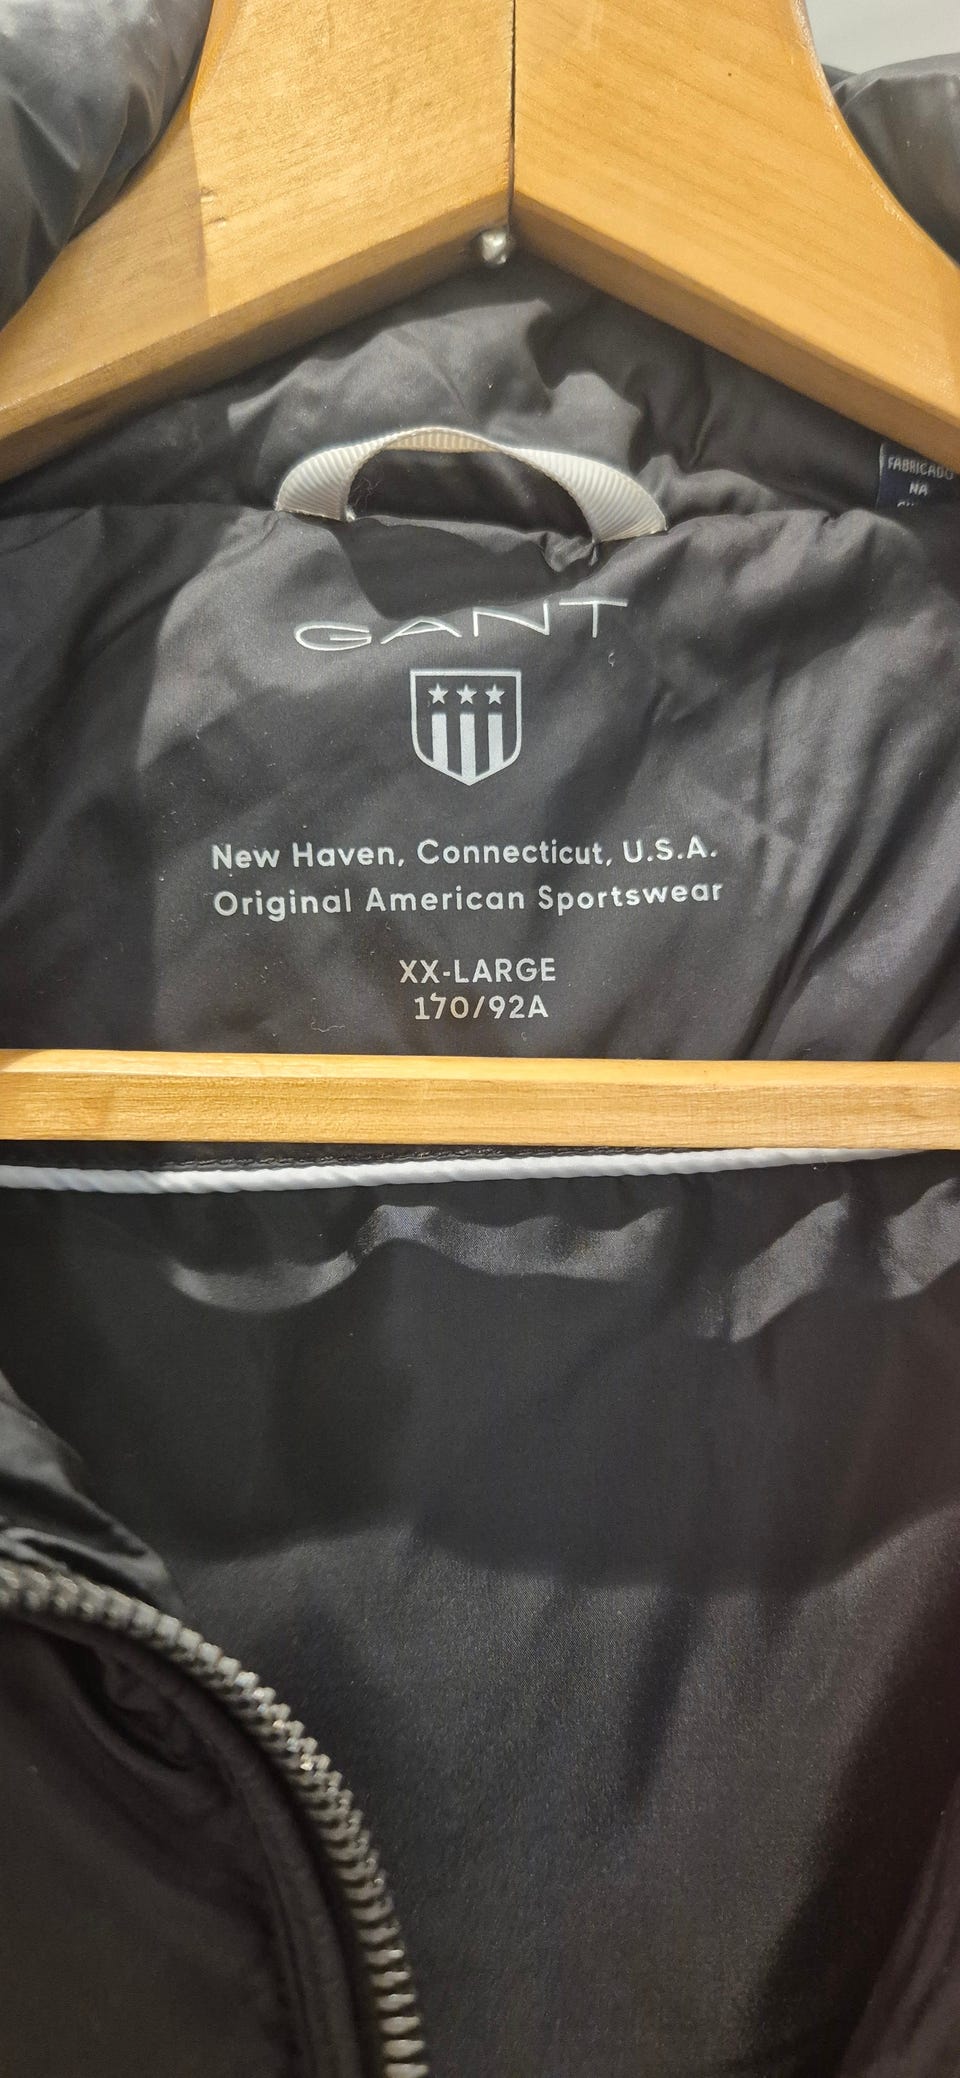 FABRICADO
NA
GANT
New Haven, Connecticut, U.S.A.
Original American Sportswear
XX-LARGE
170/92A